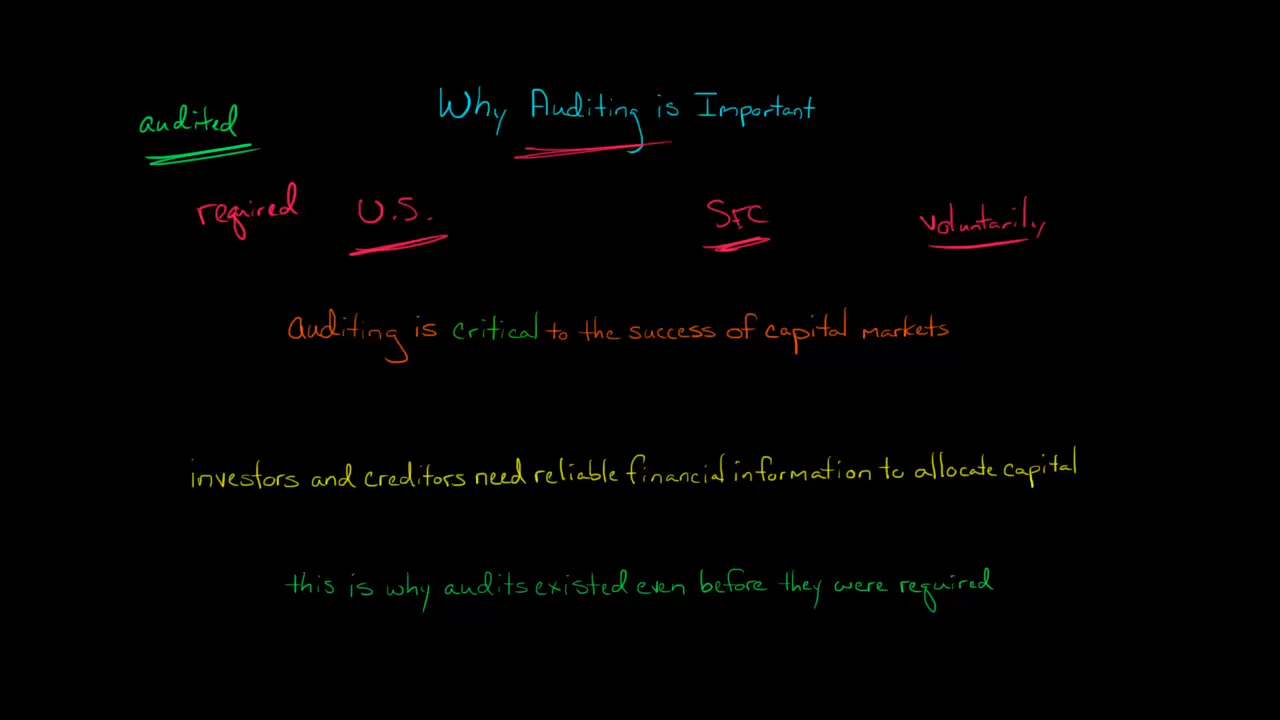 Why Auditing is Important
audited
required U.S. SEC voluntarily
auditing is critical to the success of capital markets
investors and creditors need reliable financial information to allocate capital
this is why audits existed even before they were required